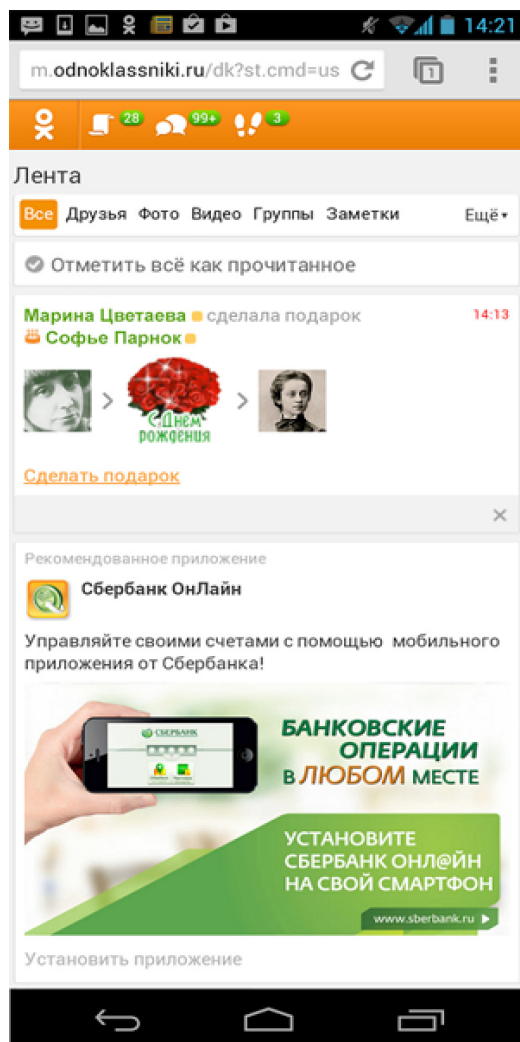 14:21
m.odnoklassniki.ru/dk?st.cmd=us
1
28
99+
3
Лента
Все Друзья Фото Видео Группы Заметки Ещё
Отметить всё как прочитанное
Марина Цветаева сделала подарок 14:13
Софье Парнок
С Днем
рождения
Сделать подарок
Рекомендованное приложение
Сбербанк ОнЛайн
Управляйте своими счетами с помощью мобильного
приложения от Сбербанка!
СБЕРБАНК
БАНКОВСКИЕ
ОПЕРАЦИИ
В ЛЮБОМ МЕСТЕ
УСТАНОВИТЕ
СБЕРБАНК ОНЛ@ЙН
НА СВОЙ СМАРТФОН
www.sberbank.ru
Установить приложение